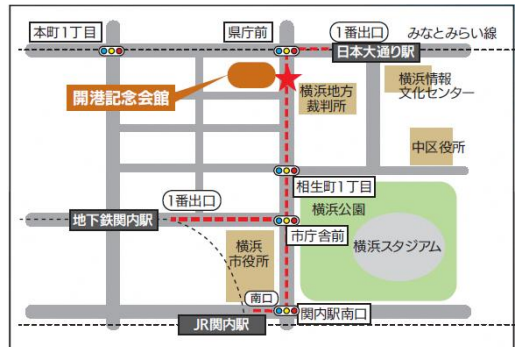 本町1丁目
県庁前
1番出口
みなとみらい線
日本大通り駅
開港記念会館
横浜地方
裁判所
横浜情報
文化センター
中区役所
相生町1丁目
1番出口
横浜公園
地下鉄関内駅
市庁舎前
横浜
市役所
横浜スタジアム
南口
関内駅南口
JR関内駅